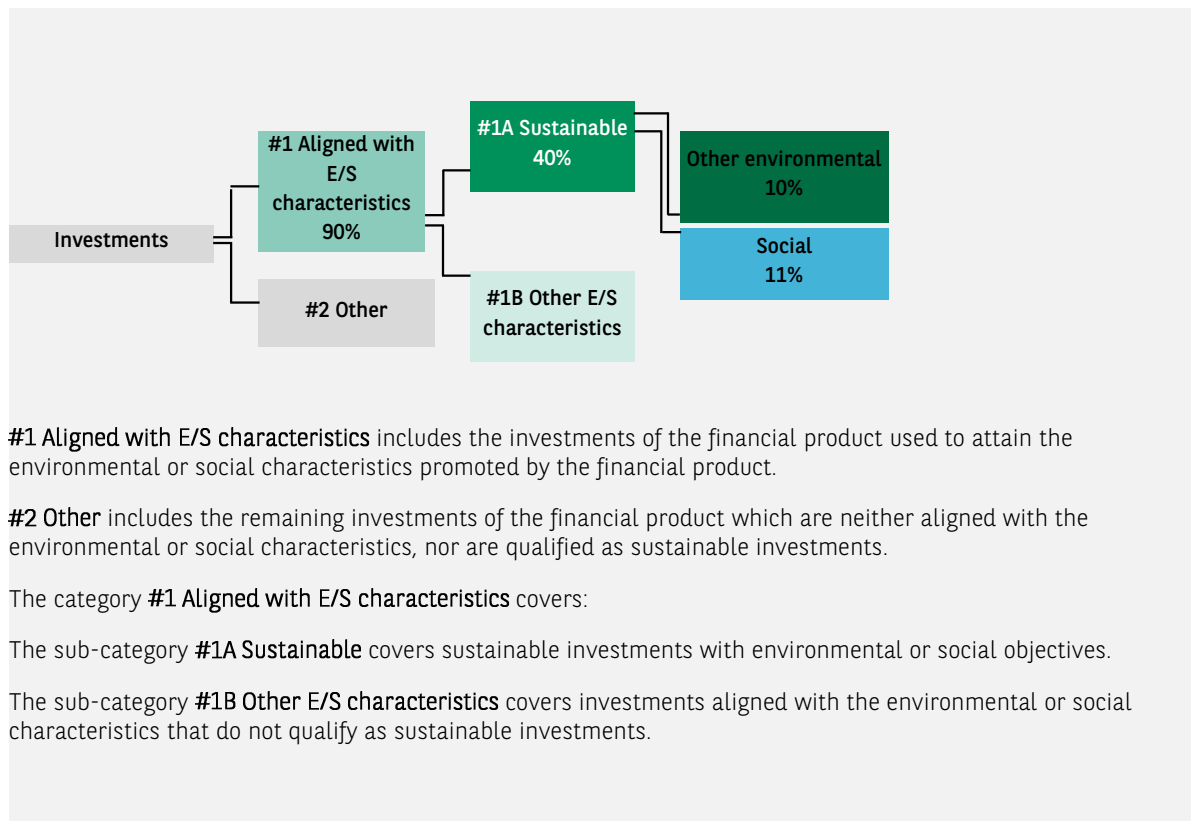 #1A Sustainable
40%
#1 Aligned with
E/S
characteristics
90%
Other environmental
10%
Investments
Social
11%
#2 Other
#1B Other E/S
characteristics
#1 Aligned with E/S characteristics includes the investments of the financial product used to attain the
environmental or social characteristics promoted by the financial product.
#2 Other includes the remaining investments of the financial product which are neither aligned with the
environmental or social characteristics, nor are qualified as sustainable investments.
The category #1 Aligned with E/S characteristics covers:
The sub-category #1A Sustainable covers sustainable investments with environmental or social objectives.
The sub-category #1B Other E/S characteristics covers investments aligned with the environmental or social
characteristics that do not qualify as sustainable investments.